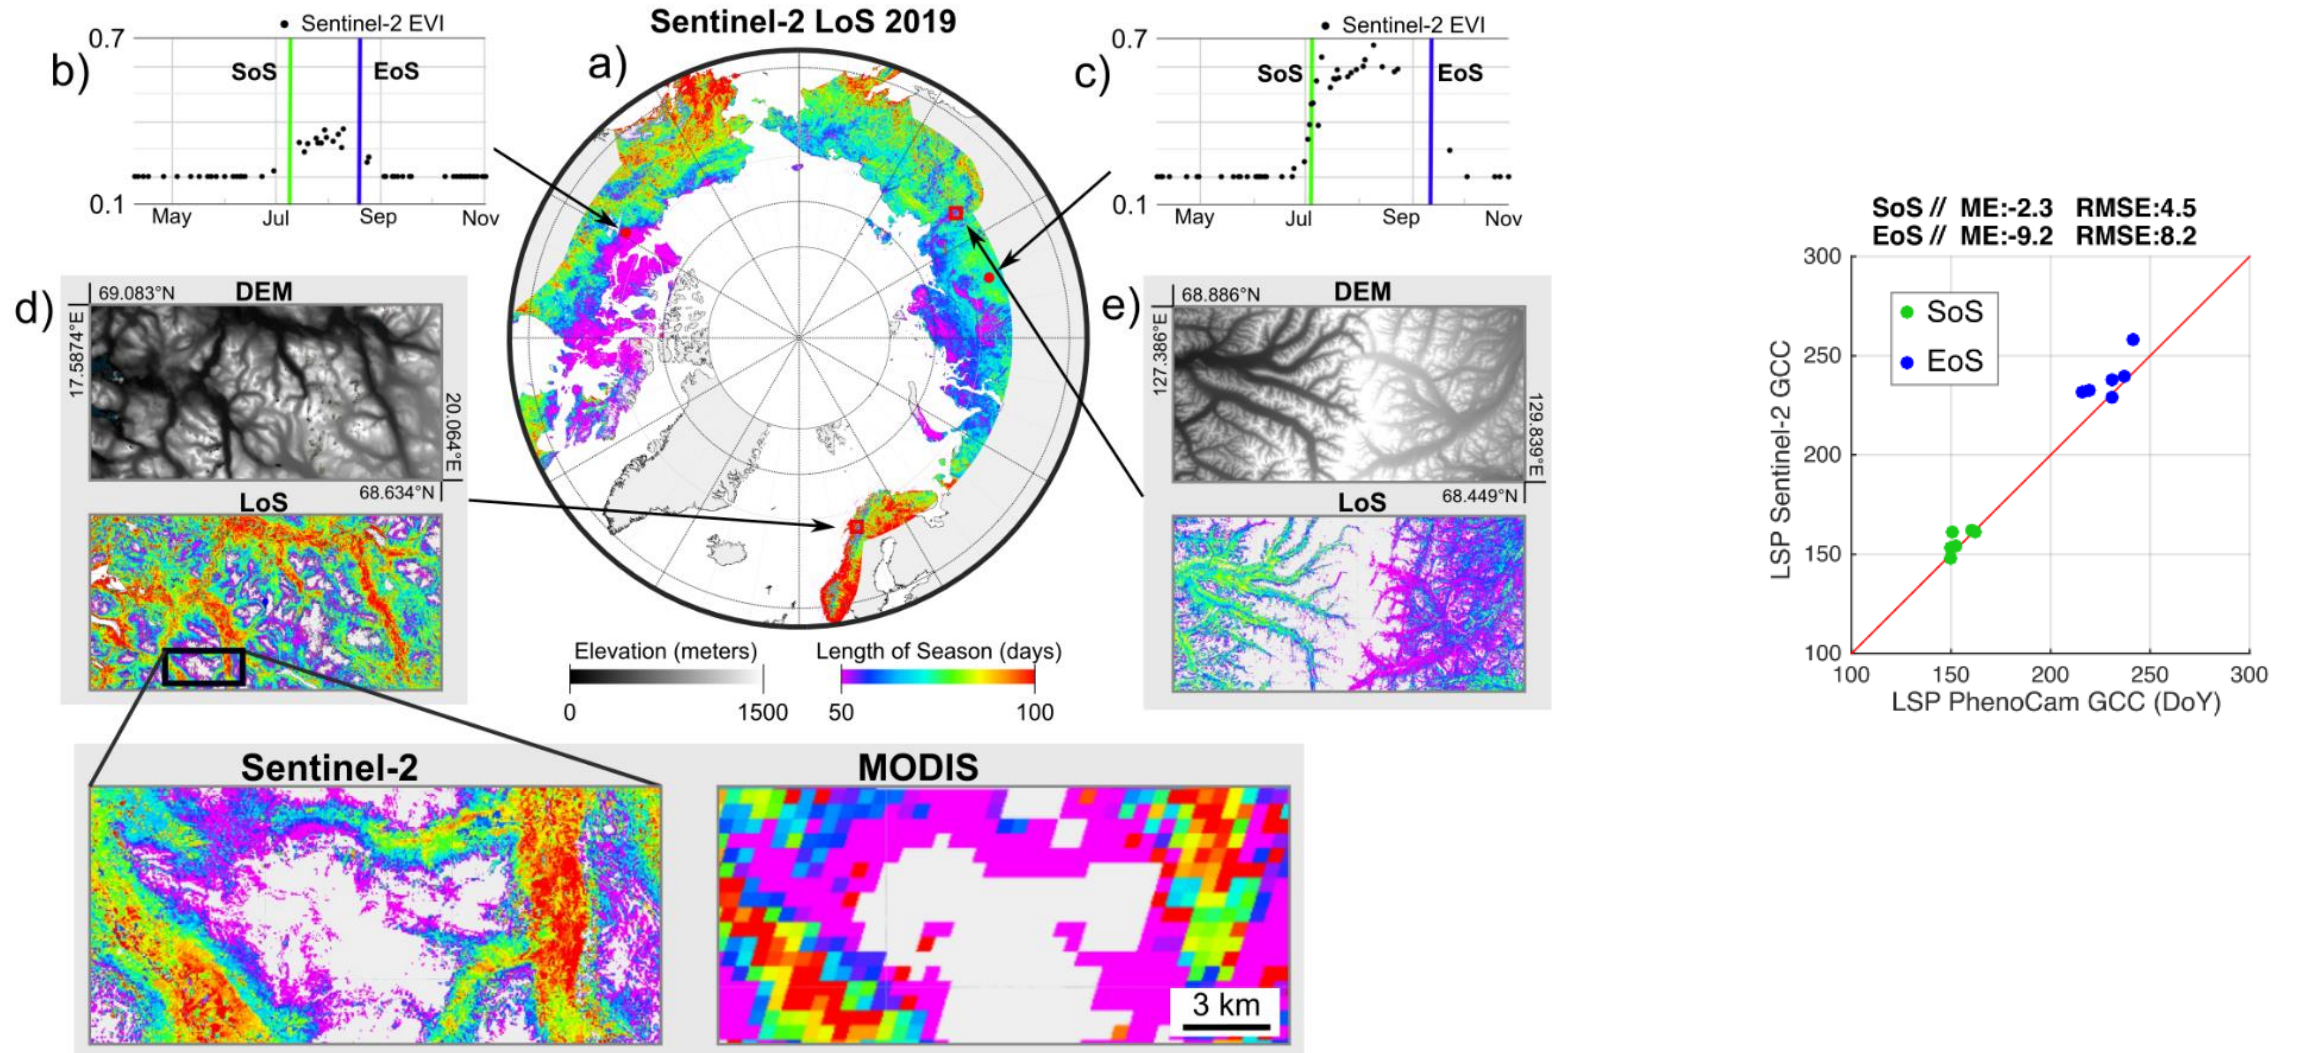 Sentinel-2 LoS 2019
b)
Sentinel-2 EVI
0.7
SoS
EoS
0.1
May
Jul
Sep
Nov
a)
c)
Sentinel-2 EVI
0.7
SoS
EoS
0.1
May
Jul
Sep
Nov
d)
69.083°N
DEM
17.5874°E
20.064°E
68.634°N
LoS
e)
68.886°N
DEM
127.386°E
129.839°E
68.449°N
LoS
Elevation (meters)
0
1500
Length of Season (days)
50
100
Sentinel-2
MODIS
3 km
SoS // ME:-2.3 RMSE:4.5
EoS // ME:-9.2 RMSE:8.2
300
250
200
150
100
SoS
EoS
LSP Sentinel-2 GCC
100
150
200
250
300
LSP PhenoCam GCC (DoY)